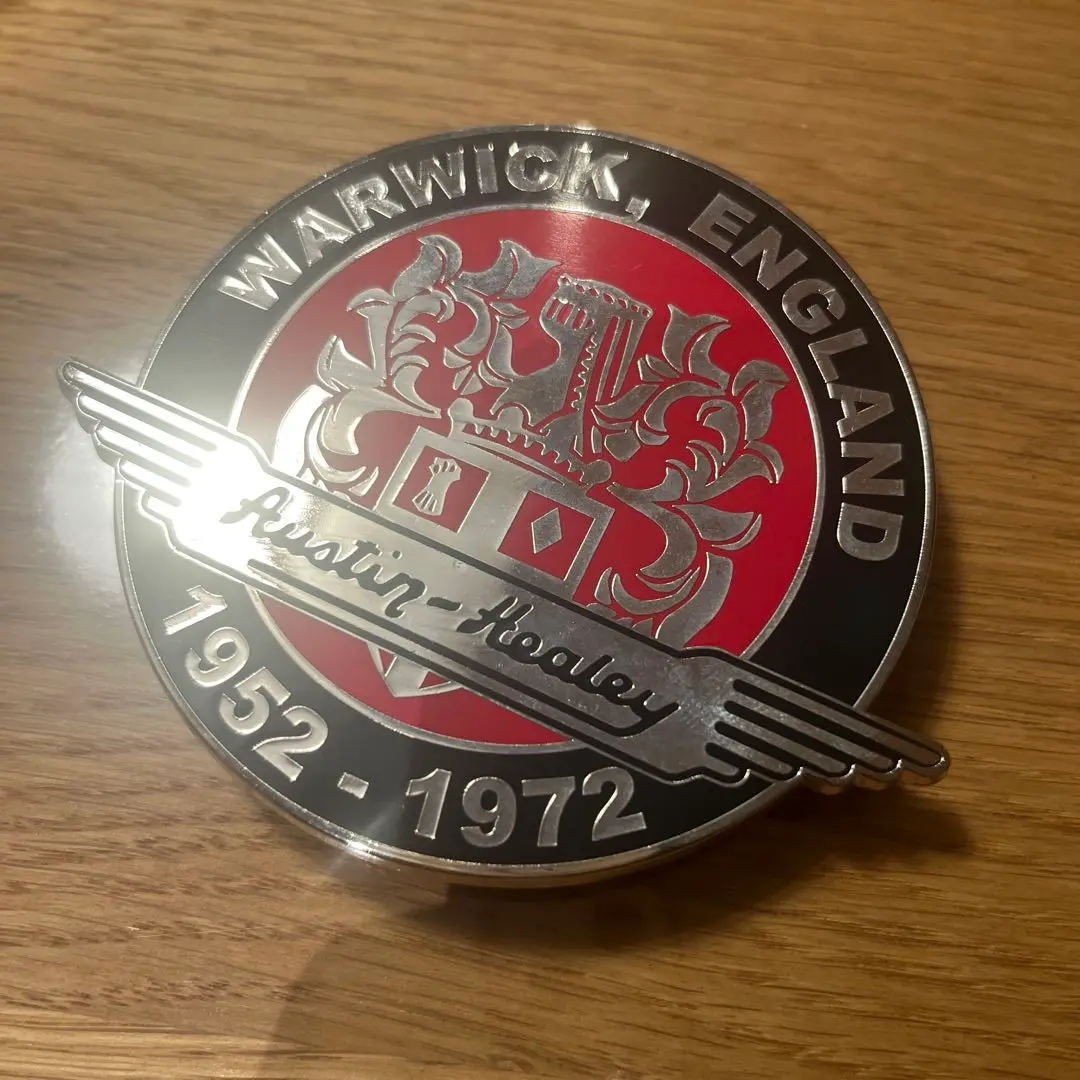 WARWICK, ENGLAND
Austin-Healey
1952 - 1972